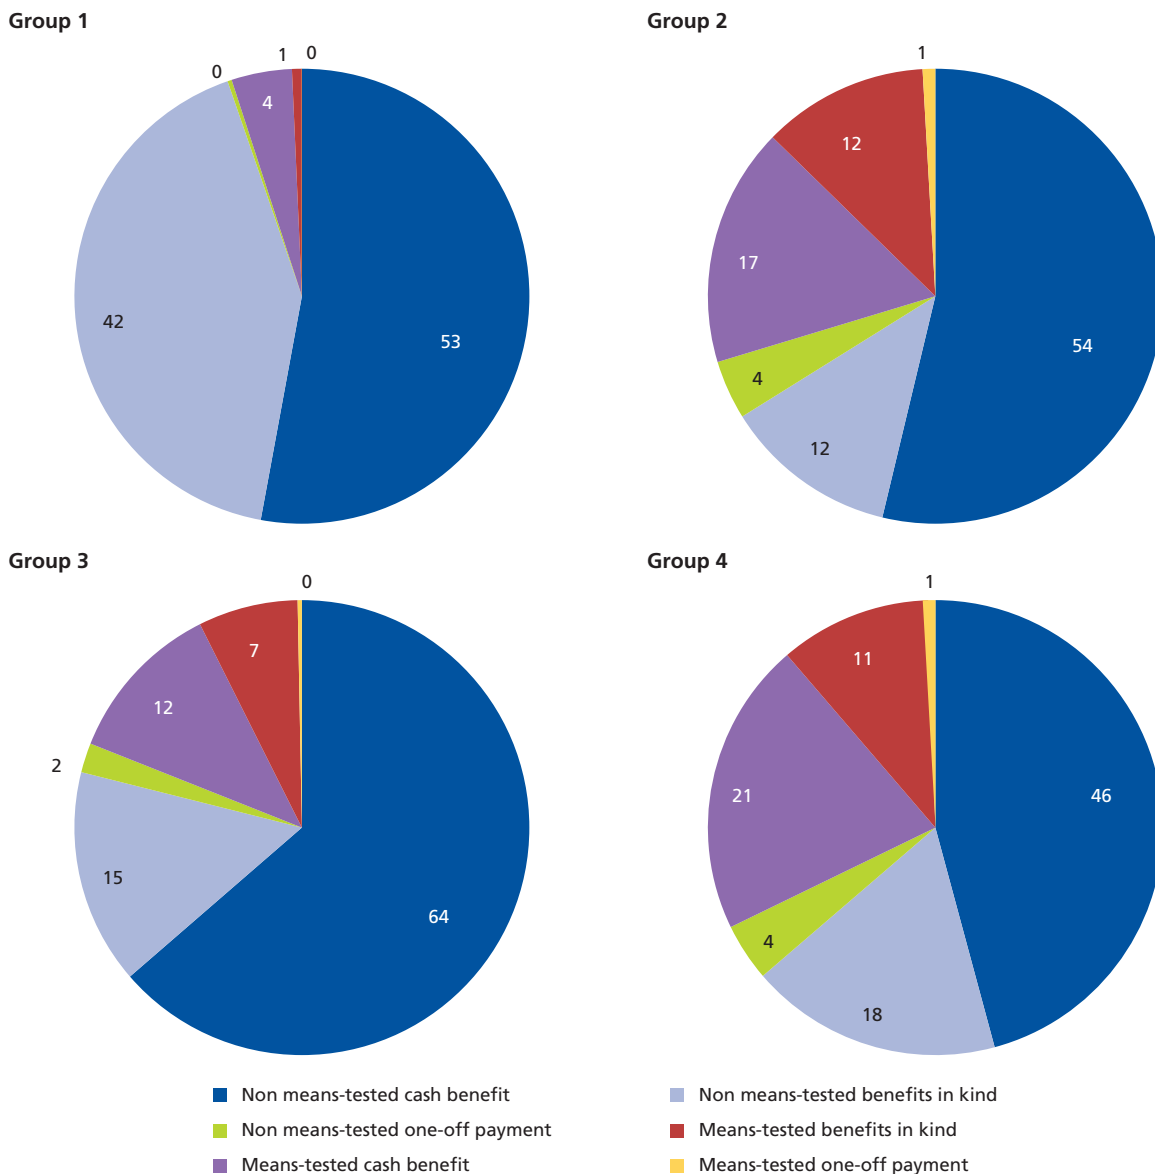 Group 1
Group 2
0
1
0
4
42
53
1
12
17
4
12
54
Group 3
Group 4
0
7
12
2
15
64
1
11
21
4
18
46
Non means-tested cash benefit
Non means-tested benefits in kind
Non means-tested one-off payment
Means-tested benefits in kind
Means-tested cash benefit
Means-tested one-off payment